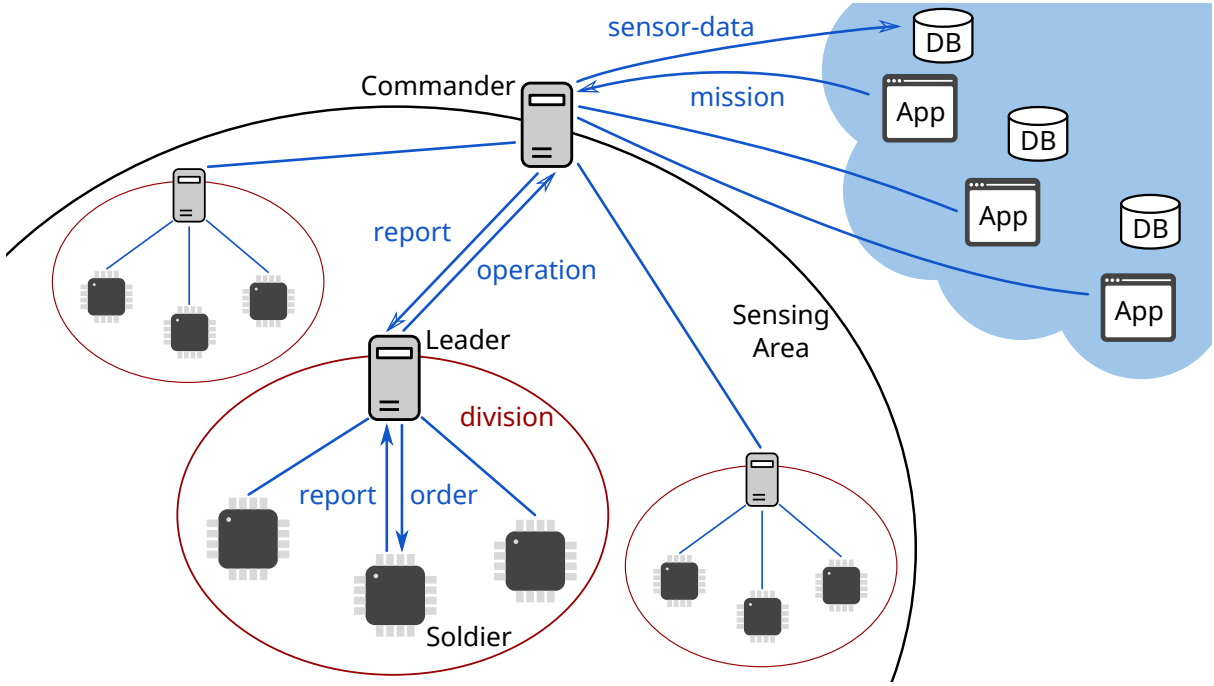 sensor-data
DB
Commander
mission
App
DB
App
DB
report
operation
App
Sensing
Area
Leader
division
report
order
Soldier